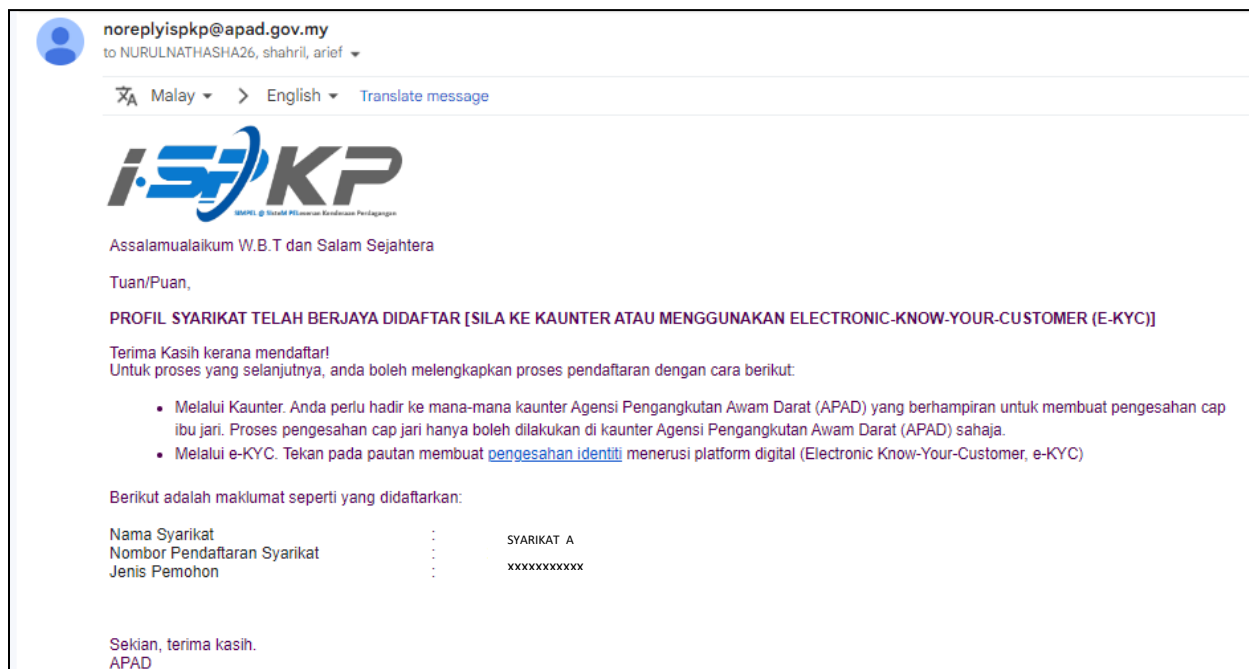 noreplyispkp@apad.gov.my
to NURULNATHASHA26, shahril, arief
Malay > English Translate message
i-SPKP
SIMPEL @ SisteM PELesenan Kenderaan Perdagangan
Assalamualaikum W.B.T dan Salam Sejahtera
Tuan/Puan,
PROFIL SYARIKAT TELAH BERJAYA DIDAFTAR [SILA KE KAUNTER ATAU MENGGUNAKAN ELECTRONIC-KNOW-YOUR-CUSTOMER (E-KYC)]
Terima Kasih kerana mendaftar!
Untuk proses yang selanjutnya, anda boleh melengkapkan proses pendaftaran dengan cara berikut:
• Melalui Kaunter. Anda perlu hadir ke mana-mana kaunter Agensi Pengangkutan Awam Darat (APAD) yang berhampiran untuk membuat pengesahan cap
ibu jari. Proses pengesahan cap jari hanya boleh dilakukan di kaunter Agensi Pengangkutan Awam Darat (APAD) sahaja.
• Melalui e-KYC. Tekan pada pautan membuat pengesahan identiti menerusi platform digital (Electronic Know-Your-Customer, e-KYC)
Berikut adalah maklumat seperti yang didaftarkan:
Nama Syarikat : SYARIKAT A
Nombor Pendaftaran Syarikat :
Jenis Pemohon : xxxxxxxxxxx
Sekian, terima kasih.
APAD